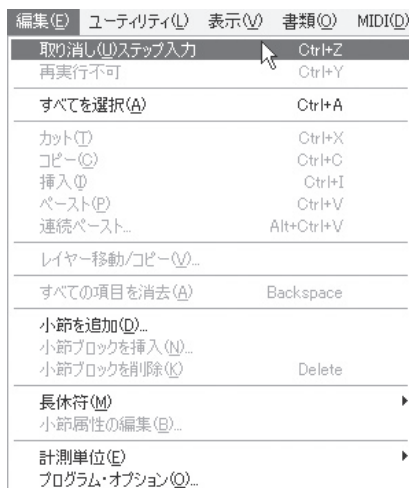 編集(E) ユーティリティ(L) 表示(V) 書類(O) MIDI(D)
取り消し(U)ステップ入力 Ctrl+Z
再実行不可 Ctrl+Y
すべてを選択(A) Ctrl+A
カット(T) Ctrl+X
コピー(C) Ctrl+C
挿入(I) Ctrl+I
ペースト(P) Ctrl+V
連続ペースト... Alt+Ctrl+V
レイヤー移動/コピー(V)...
すべての項目を消去(A) Backspace
小節を追加(D)...
小節ブロックを挿入(N)...
小節ブロックを削除(K) Delete
長休符(M)
小節属性の編集(B)...
計測単位(E)
プログラム・オプション(O)...